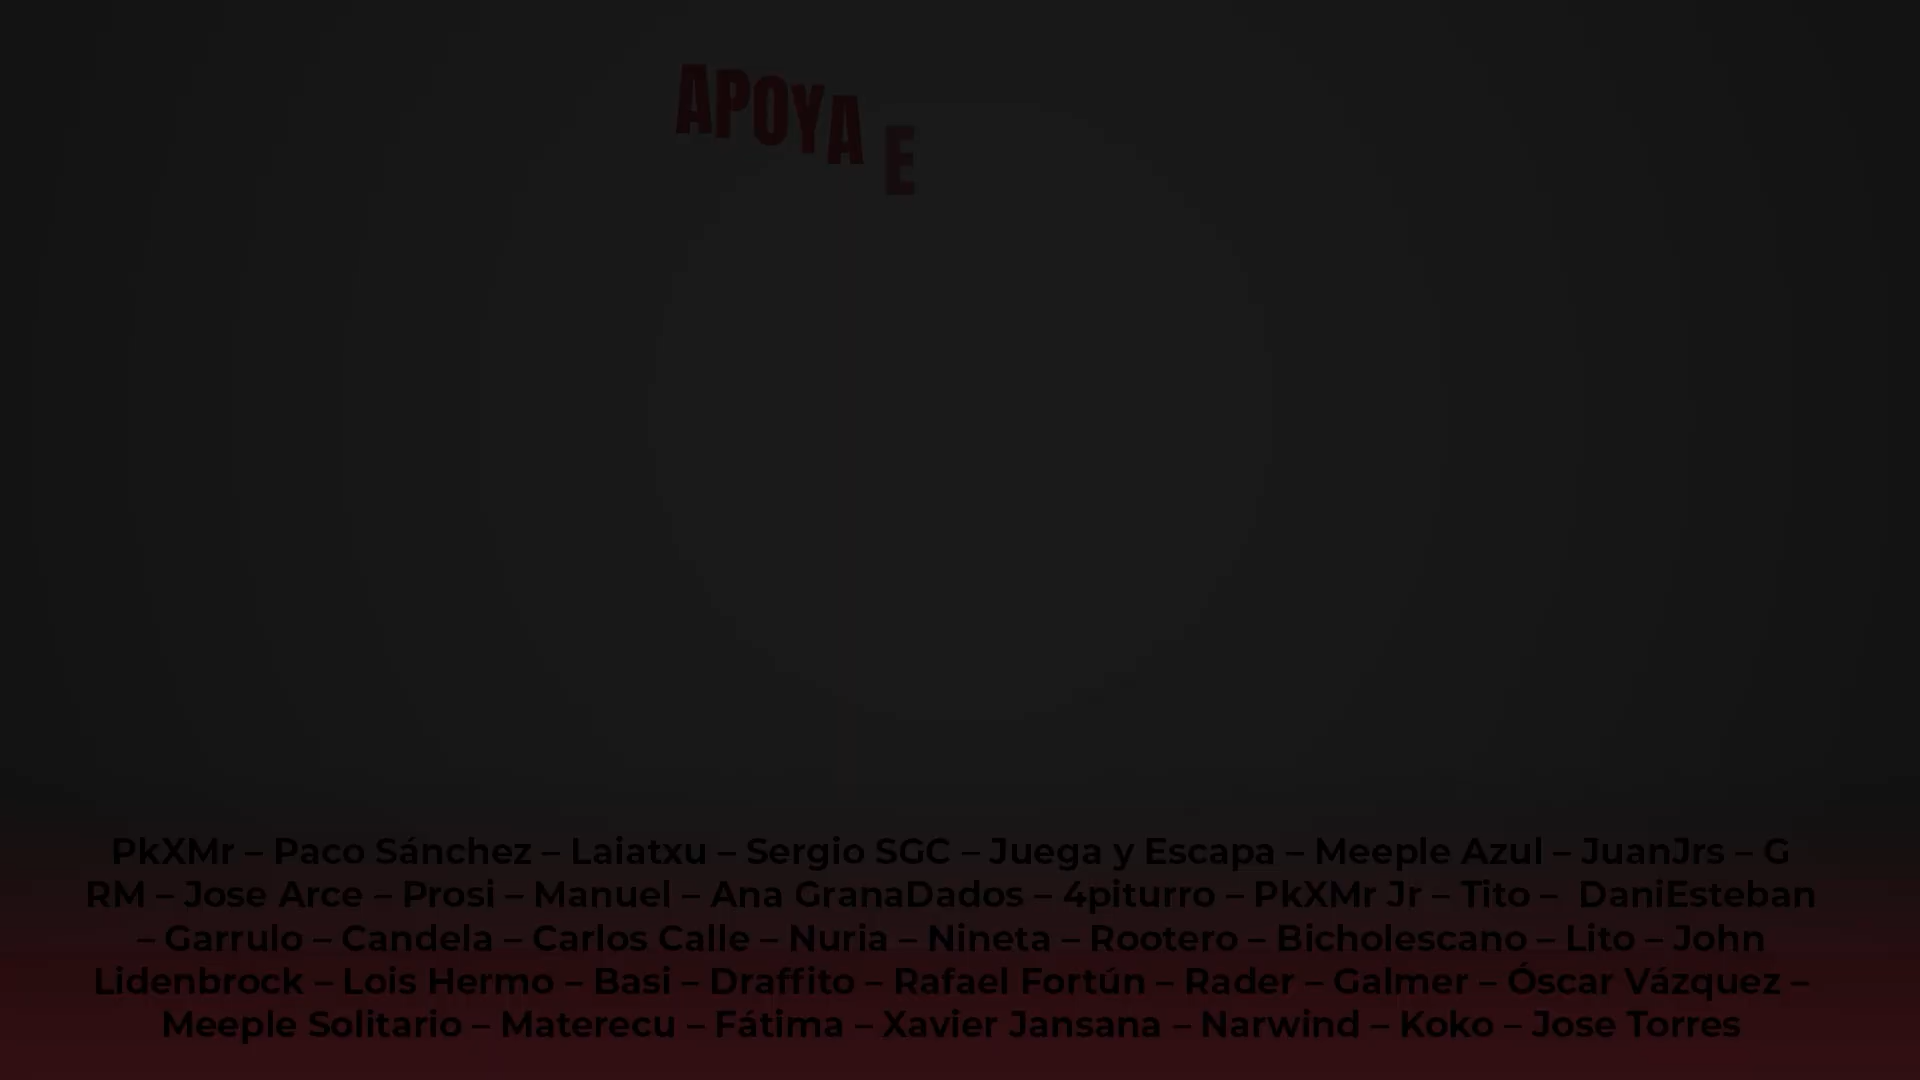 APOYA E
PkXMr – Paco Sánchez – Laiatxu – Sergio SGC – Juega y Escapa – Meeple Azul – JuanJrs – G
RM – Jose Arce – Prosi – Manuel – Ana GranaDados – 4piturro – PkXMr Jr – Tito –  DaniEsteban
– Garrulo – Candela – Carlos Calle – Nuria – Nineta – Rootero – Bicholescano – Lito – John
Lidenbrock – Lois Hermo – Basi – Draffito – Rafael Fortún – Rader – Galmer – Óscar Vázquez –
Meeple Solitario – Materecu – Fátima – Xavier Jansana – Narwind – Koko – Jose Torres